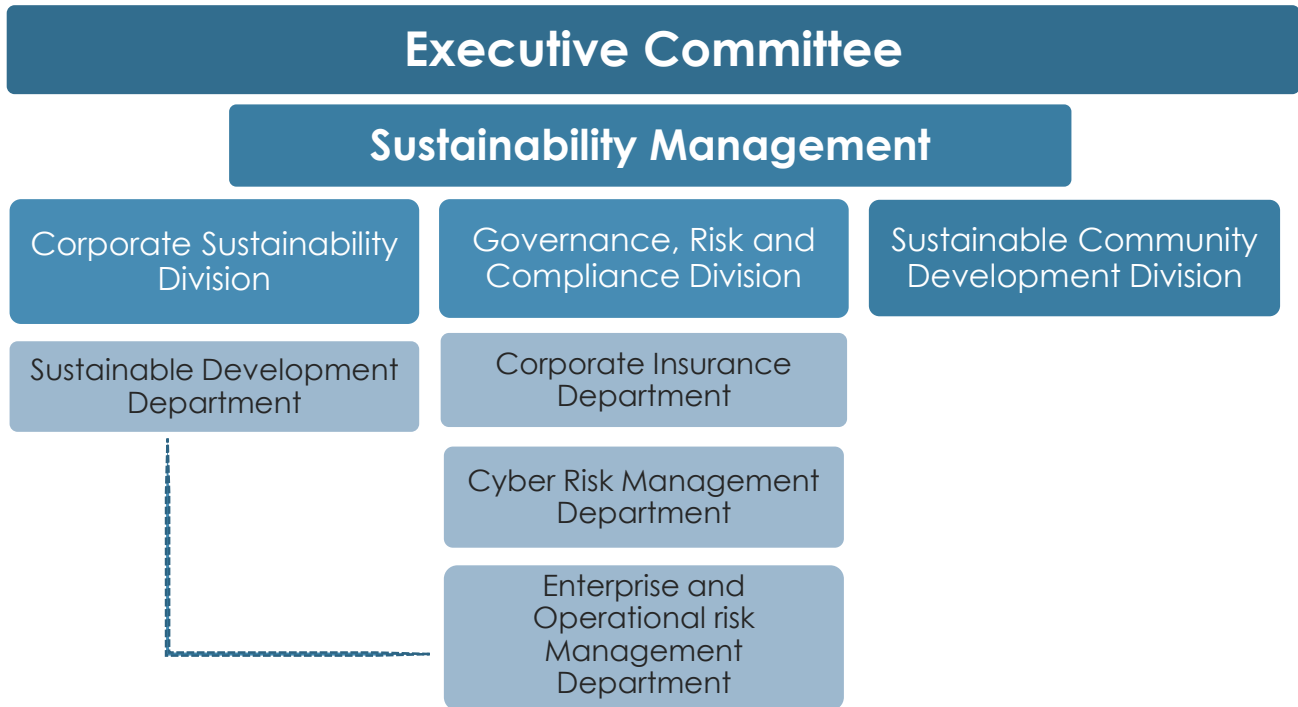 Executive Committee
Sustainability Management
Corporate Sustainability
Division
Governance, Risk and
Compliance Division
Sustainable Community
Development Division
Sustainable Development
Department
Corporate Insurance
Department
Cyber Risk Management
Department
Enterprise and
Operational risk
Management
Department